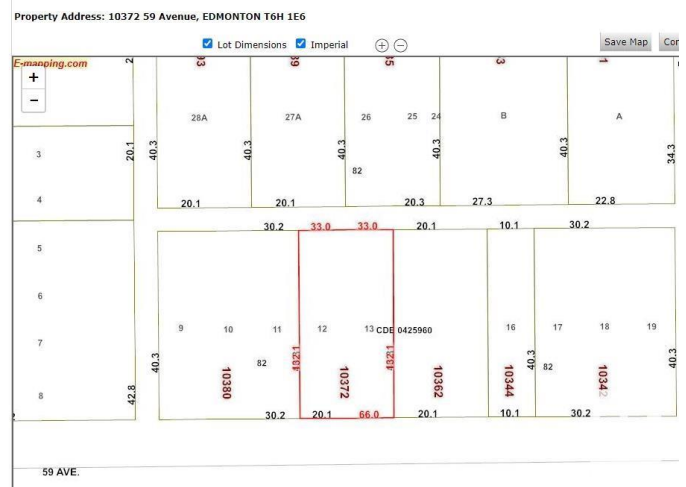 Property Address: 10372 59 Avenue, EDMONTON T6H 1E6
Lot Dimensions Imperial
Save Map
E-mapping.com
+
−
28A 27A 26 25 24 B A
3 20.1 40.3 40.3 40.3 40.3 40.3 34.3
82
4
20.1 20.1 20.3 27.3 22.8
30.2 33.0 33.0 20.1 10.1 30.2
5
6
9 10 11 12 13 CDE 0425960 16 17 18 19
7
40.3 82 40.3 82 40.3
10380 10372 10362 10344 10342
8 42.8
30.2 20.1 66.0 20.1 10.1 30.2
59 AVE.